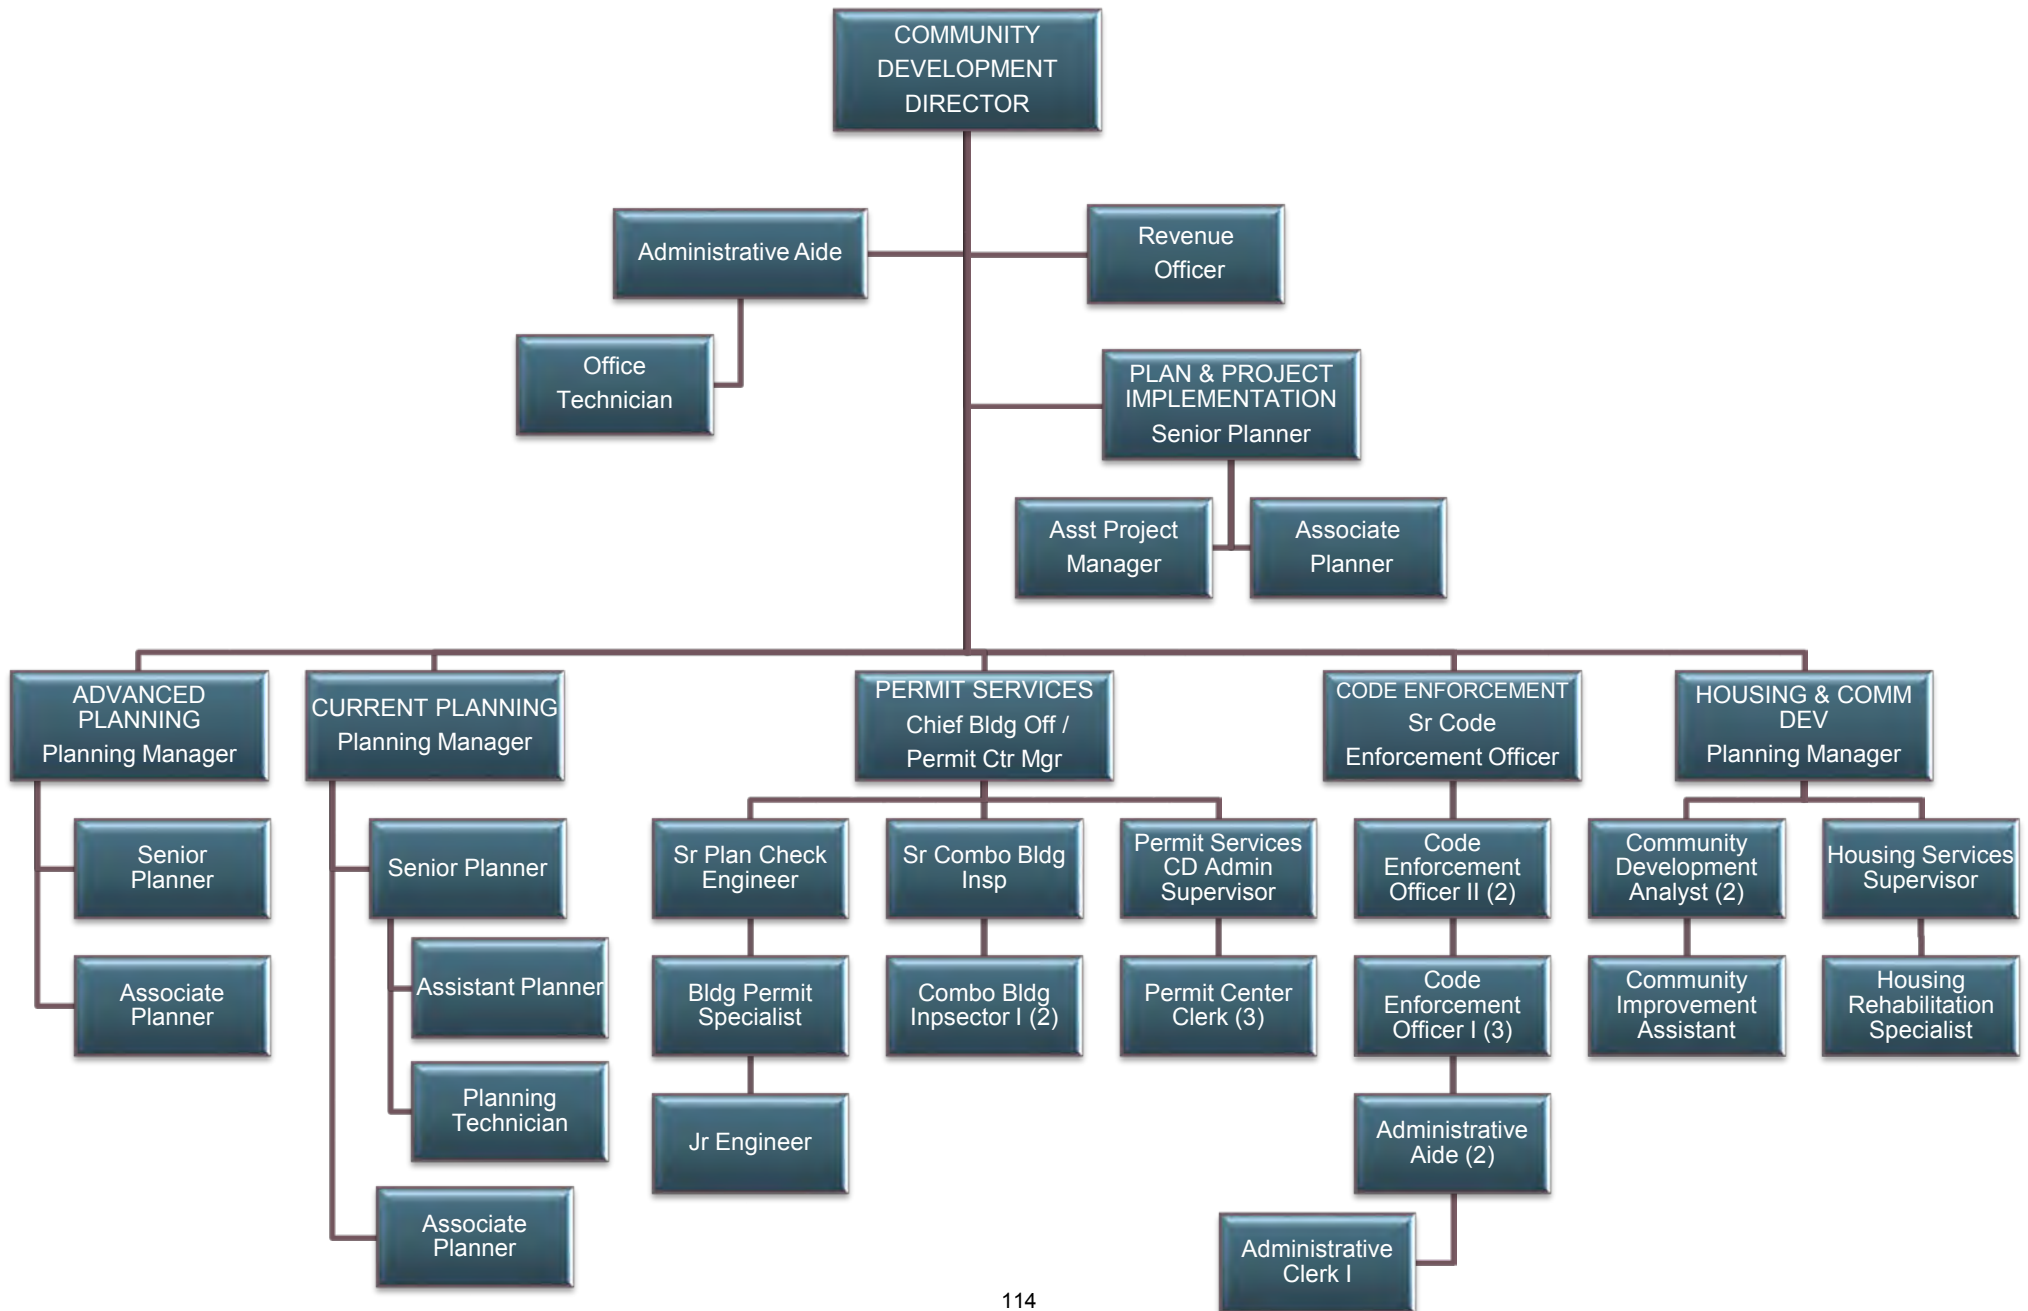 COMMUNITY
DEVELOPMENT
DIRECTOR
Administrative Aide
Revenue
Officer
Office
Technician
PLAN & PROJECT
IMPLEMENTATION
Senior Planner
Asst Project
Manager
Associate
Planner
ADVANCED
PLANNING
Planning Manager
CURRENT PLANNING
Planning Manager
PERMIT SERVICES
Chief Bldg Off /
Permit Ctr Mgr
CODE ENFORCEMENT
Sr Code
Enforcement Officer
HOUSING & COMM
DEV
Planning Manager
Senior
Planner
Senior Planner
Sr Plan Check
Engineer
Sr Combo Bldg
Insp
Permit Services
CD Admin
Supervisor
Code
Enforcement
Officer II (2)
Community
Development
Analyst (2)
Housing Services
Supervisor
Associate
Planner
Assistant Planner
Bldg Permit
Specialist
Combo Bldg
Inpsector I (2)
Permit Center
Clerk (3)
Code
Enforcement
Officer I (3)
Community
Improvement
Assistant
Housing
Rehabilitation
Specialist
Planning
Technician
Jr Engineer
Administrative
Aide (2)
Associate
Planner
Administrative
Clerk I
114